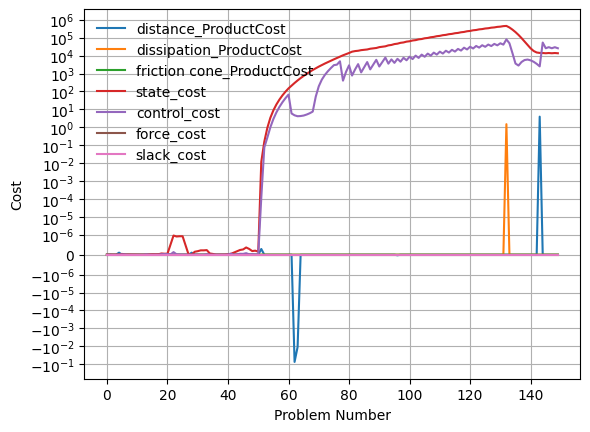 distance_ProductCost
dissipation_ProductCost
friction cone_ProductCost
state_cost
control_cost
force_cost
slack_cost
Cost
10^6
10^5
10^4
10^3
10^2
10^1
10^0
10^-1
10^-2
10^-3
10^-4
10^-5
10^-6
0
-10^-6
-10^-5
-10^-4
-10^-3
-10^-2
-10^-1
0 20 40 60 80 100 120 140
Problem Number